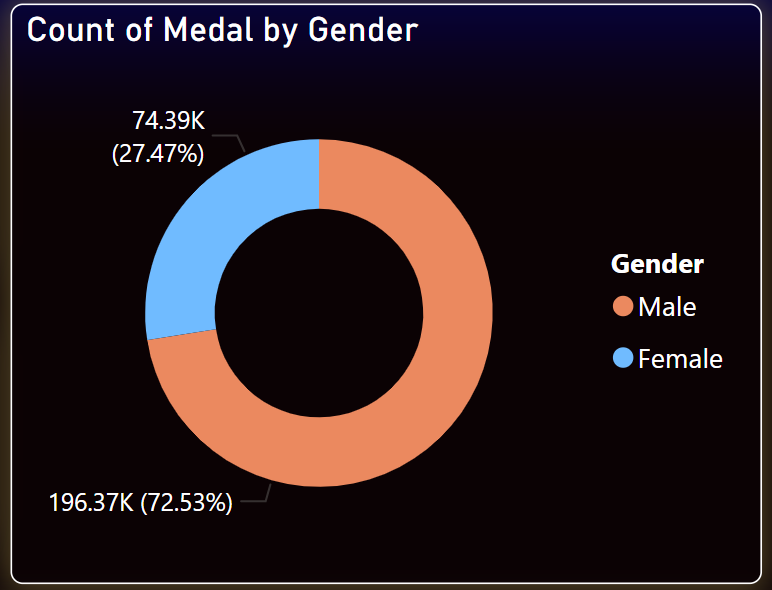 Count of Medal by Gender
74.39K
(27.47%)
Gender
Male
Female
196.37K (72.53%)